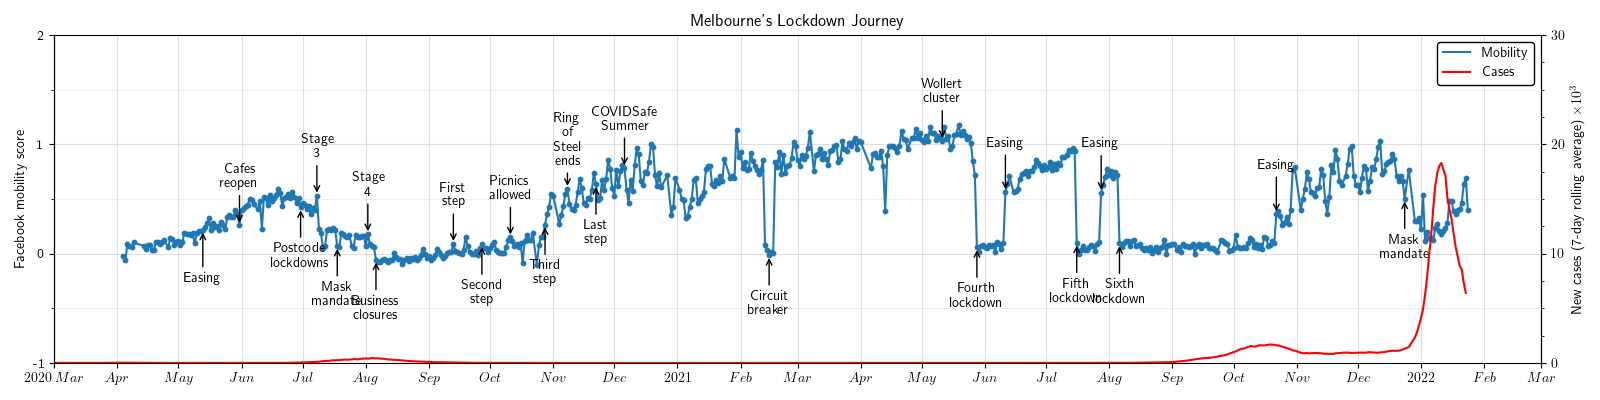 Melbourne's Lockdown Journey
2
1
0
-1
Facebook mobility score
30
20
10
0
New cases (7-day rolling average) ×10³
Mobility
Cases
Easing
Cafes
reopen
Postcode
lockdowns
Stage
3
Mask
mandate
Stage
4
Business
closures
First
step
Second
step
Picnics
allowed
Third
step
Ring
of
Steel
ends
Last
step
COVIDSafe
Summer
Circuit
breaker
Wollert
cluster
Fourth
lockdown
Easing
Fifth
lockdown
Easing
Sixth
lockdown
Easing
Mask
mandate
2020 Mar Apr May Jun Jul Aug Sep Oct Nov Dec 2021 Feb Mar Apr May Jun Jul Aug Sep Oct Nov Dec 2022 Feb Mar